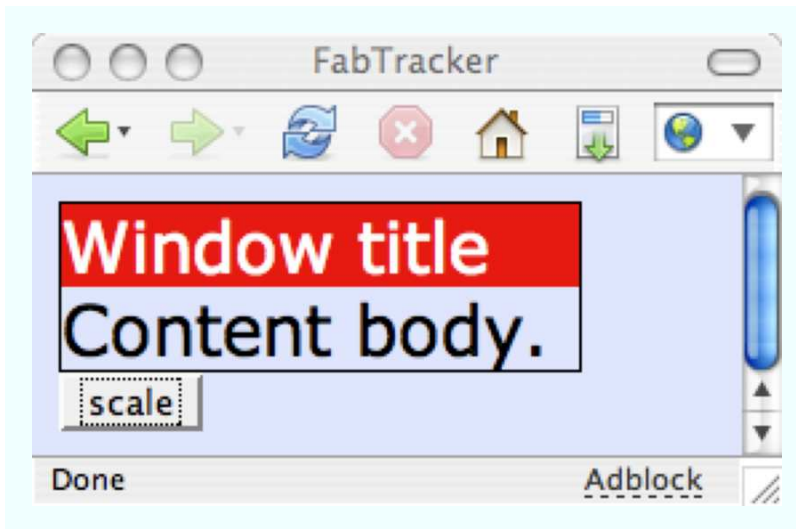 FabTracker
Window title
Content body.
scale
Done Adblock